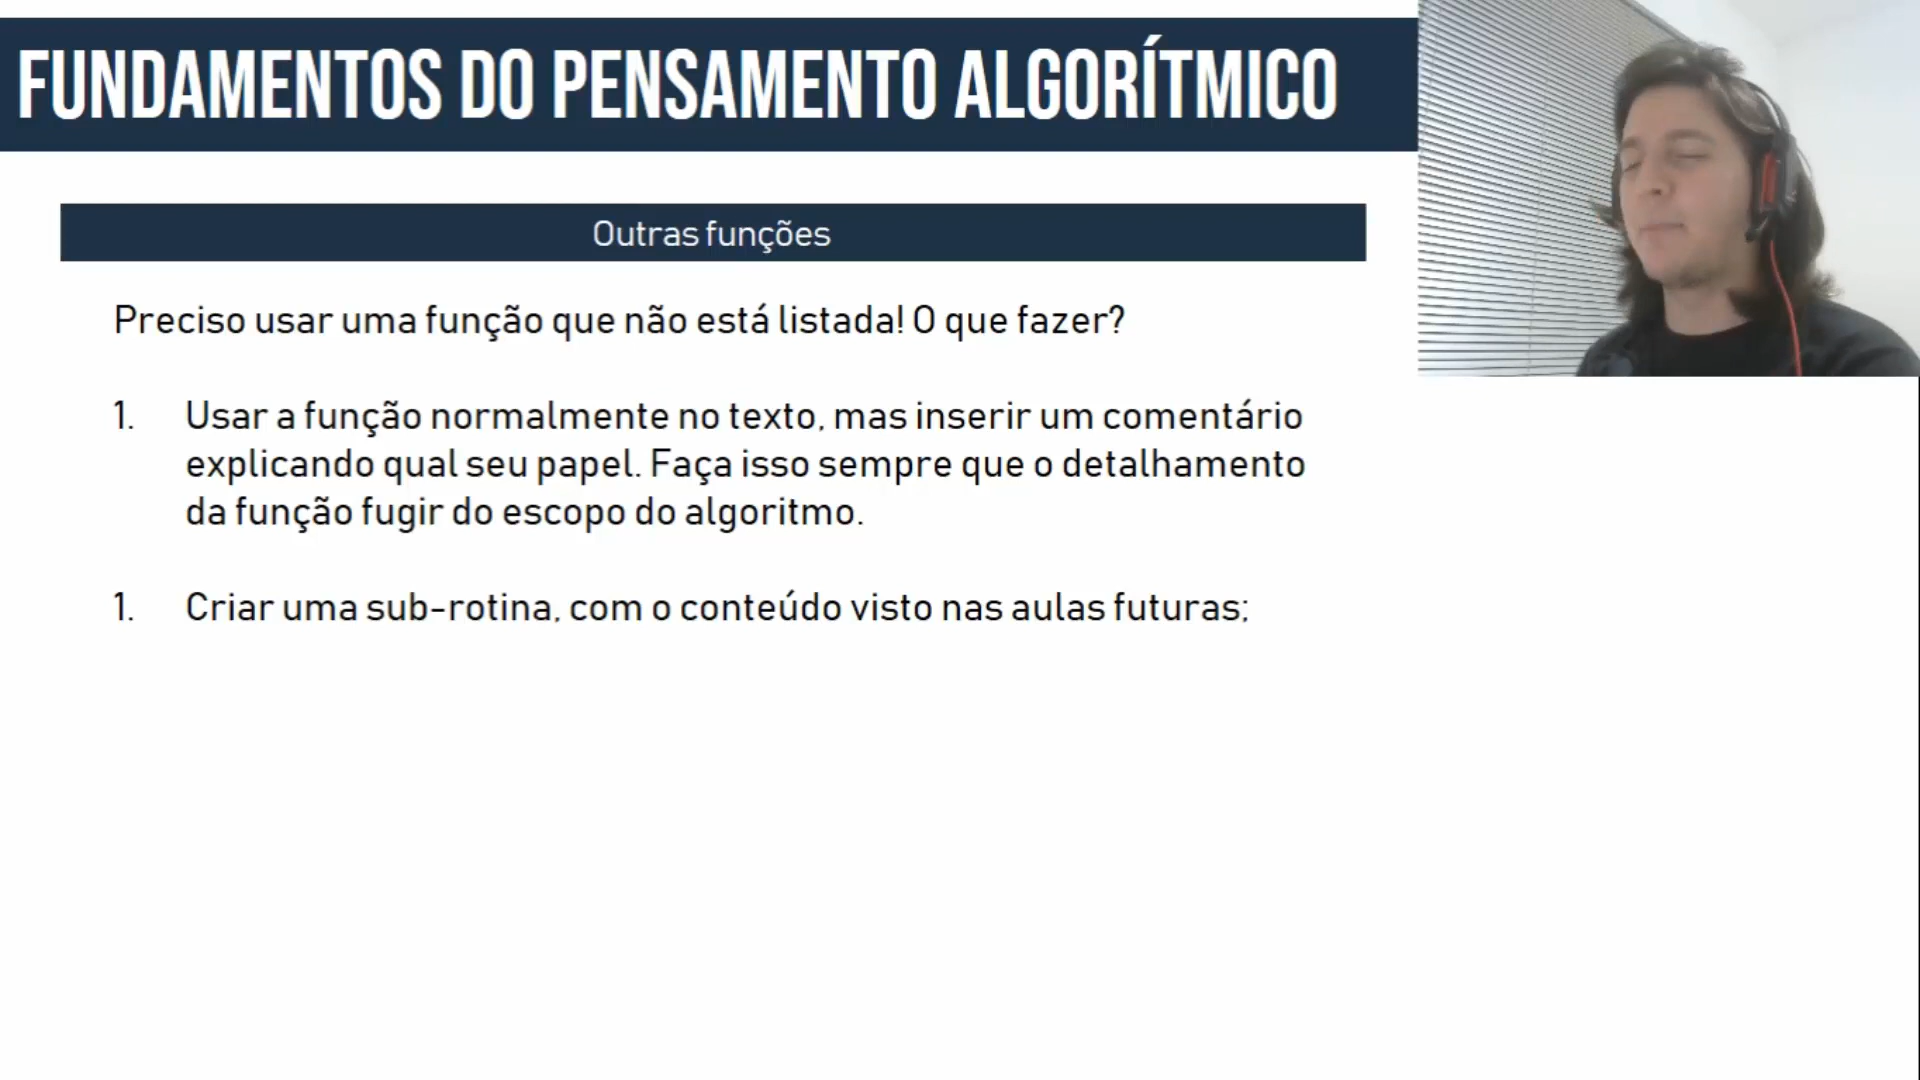 FUNDAMENTOS DO PENSAMENTO ALGORÍTMICO
Outras funções
Preciso usar uma função que não está listada! O que fazer?
1. Usar a função normalmente no texto, mas inserir um comentário
explicando qual seu papel. Faça isso sempre que o detalhamento
da função fugir do escopo do algoritmo.
1. Criar uma sub-rotina, com o conteúdo visto nas aulas futuras;